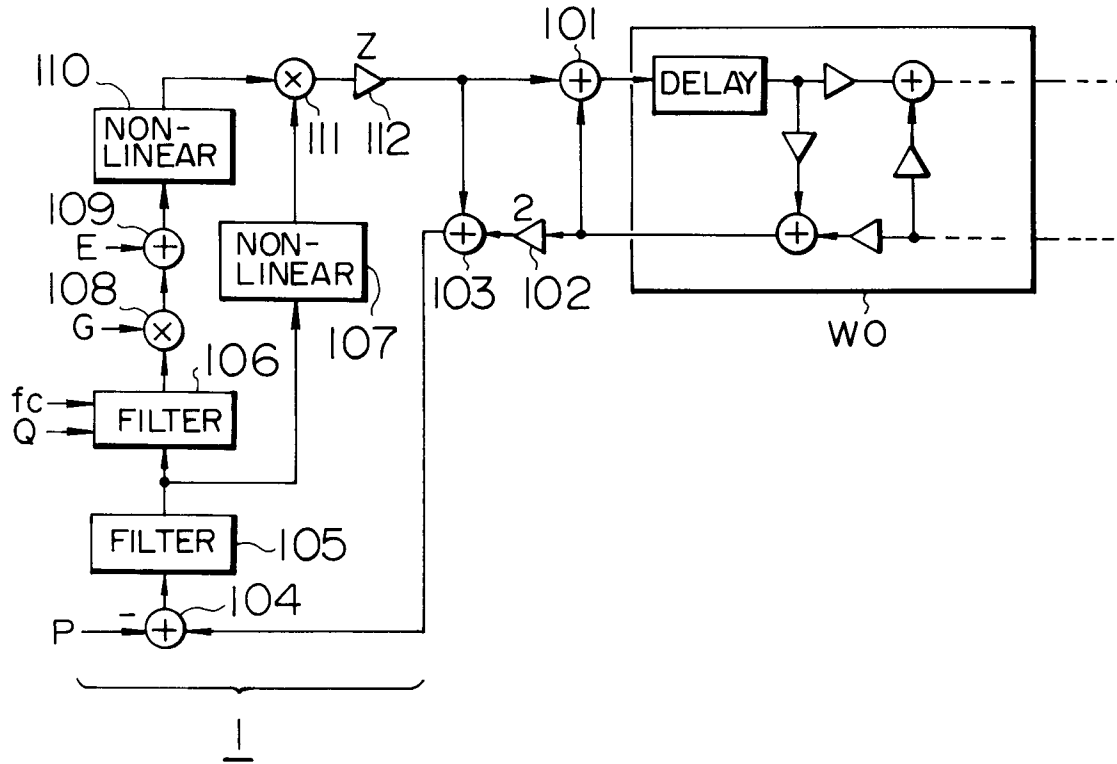 101
110
Z
DELAY
NON-
LINEAR
111
112
109
E
NON-
LINEAR
2
103
102
108
G
107
W0
106
fc
Q
FILTER
FILTER
105
104
P
-
1